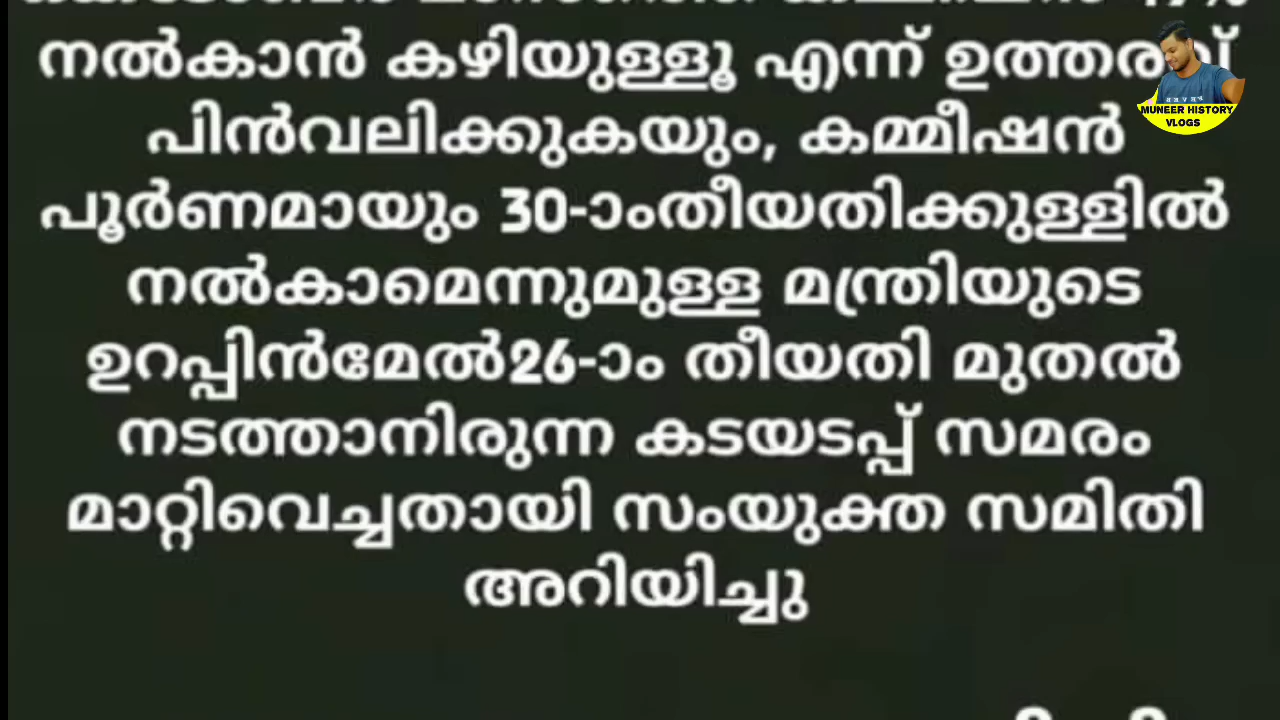 നൽകാൻ കഴിയുള്ളൂ എന്ന് ഉത്തരവ്
പിൻവലിക്കുകയും, കമ്മീഷൻ
പൂർണമായും 30-ാംതീയതിക്കുള്ളിൽ
നൽകാമെന്നുമുള്ള മന്ത്രിയുടെ
ഉറപ്പിൻമേൽ26-ാം തീയതി മുതൽ
നടത്താനിരുന്ന കടയടപ്പ് സമരം
മാറ്റിവെച്ചതായി സംയുക്ത സമിതി
അറിയിച്ചു
MUNEER HISTORY
VLOGS